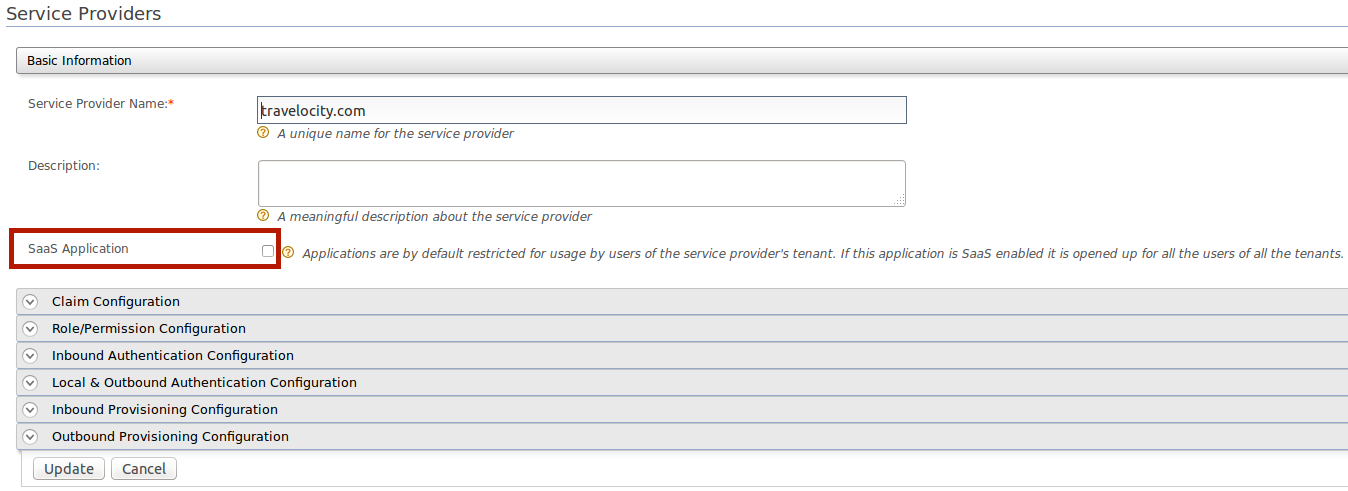 Service Providers
Basic Information
Service Provider Name:*
travelocity.com
? A unique name for the service provider
Description:
? A meaningful description about the service provider
SaaS Application
? Applications are by default restricted for usage by users of the service provider's tenant. If this application is SaaS enabled it is opened up for all the users of all the tenants.
Claim Configuration
Role/Permission Configuration
Inbound Authentication Configuration
Local & Outbound Authentication Configuration
Inbound Provisioning Configuration
Outbound Provisioning Configuration
Update Cancel